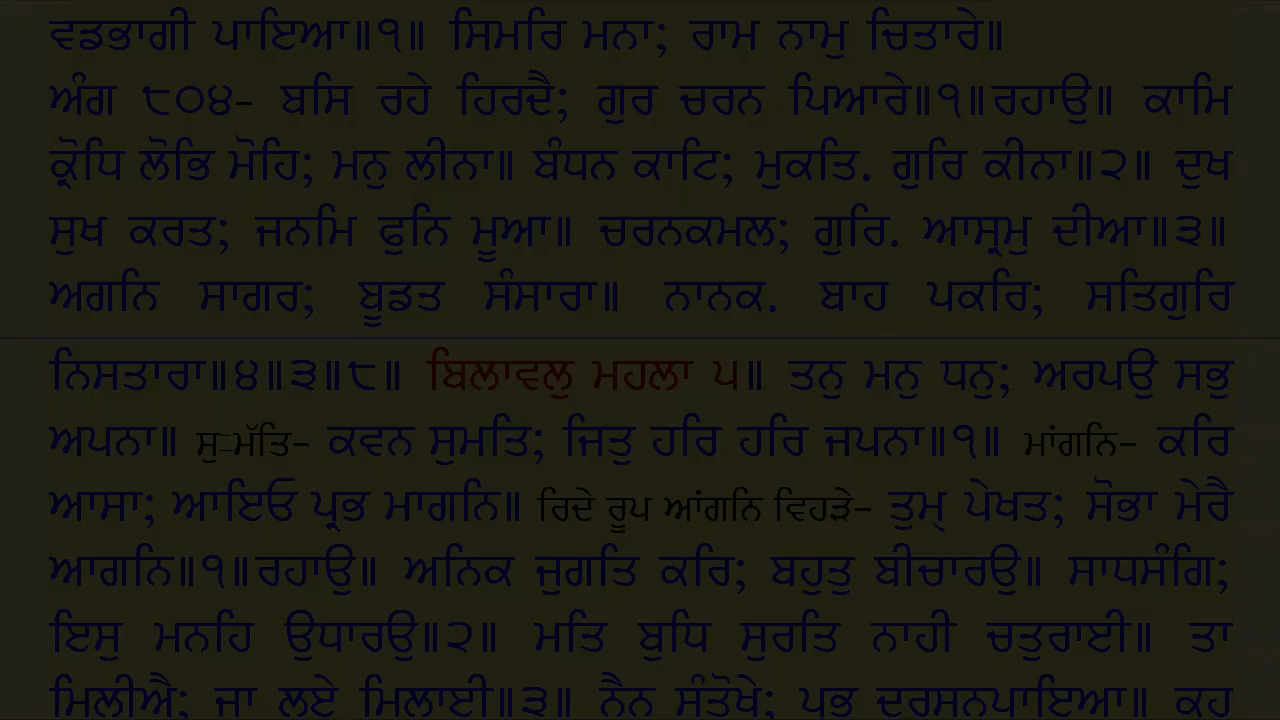 ਵਡਭਾਗੀ ਪਾਇਆ॥੧॥ ਸਿਮਰਿ ਮਨਾ; ਰਾਮ ਨਾਮੁ ਚਿਤਾਰੇ॥
ਅੰਗ ੮੦੪- ਬਸਿ ਰਹੇ ਹਿਰਦੈ; ਗੁਰ ਚਰਨ ਪਿਆਰੇ॥੧॥ਰਹਾਉ॥ ਕਾਮਿ
ਕ੍ਰੋਧਿ ਲੋਭਿ ਮੋਹਿ; ਮਨੁ ਲੀਨਾ॥ ਬੰਧਨ ਕਾਟਿ; ਮੁਕਤਿ. ਗੁਰਿ ਕੀਨਾ॥੨॥ ਦੁਖ
ਸੁਖ ਕਰਤ; ਜਨਮਿ ਫੁਨਿ ਮੂਆ॥ ਚਰਨਕਮਲ; ਗੁਰਿ. ਆਸ੍ਰਮੁ ਦੀਆ॥੩॥
ਅਗਨਿ ਸਾਗਰ; ਬੂਡਤ ਸੰਸਾਰਾ॥ ਨਾਨਕ. ਬਾਹ ਪਕਰਿ; ਸਤਿਗੁਰਿ
ਨਿਸਤਾਰਾ॥੪॥੩॥੮॥ ਬਿਲਾਵਲੁ ਮਹਲਾ ੫॥ ਤਨੁ ਮਨੁ ਧਨੁ; ਅਰਪਉ ਸਭੁ
ਅਪਨਾ॥ ਸੁ-ਮੱਤਿ- ਕਵਨ ਸੁਮਤਿ; ਜਿਤੁ ਹਰਿ ਹਰਿ ਜਪਨਾ॥੧॥ ਮਾਂਗਨਿ- ਕਰਿ
ਆਸਾ; ਆਇਓ ਪ੍ਰਭ ਮਾਗਨਿ॥ ਰਿਦੇ ਰੂਪ ਆਂਗਨਿ ਵਿਹੜੇ- ਤੁਮ੍ ਪੇਖਤ; ਸੋਭਾ ਮੇਰੈ
ਆਗਨਿ॥੧॥ਰਹਾਉ॥ ਅਨਿਕ ਜੁਗਤਿ ਕਰਿ; ਬਹੁਤੁ ਬੀਚਾਰਉ॥ ਸਾਧਸੰਗਿ;
ਇਸੁ ਮਨਹਿ ਉਧਾਰਉ॥੨॥ ਮਤਿ ਬੁਧਿ ਸੁਰਤਿ ਨਾਹੀ ਚਤੁਰਾਈ॥ ਤਾ
ਮਿਲੀਐ; ਜਾ ਲਏ ਮਿਲਾਈ॥੩॥ ਨੈਨ ਸੰਤੋਖੇ; ਪ੍ਰਭ ਦਰਸਨਪਾਇਆ॥ ਕਹੁ